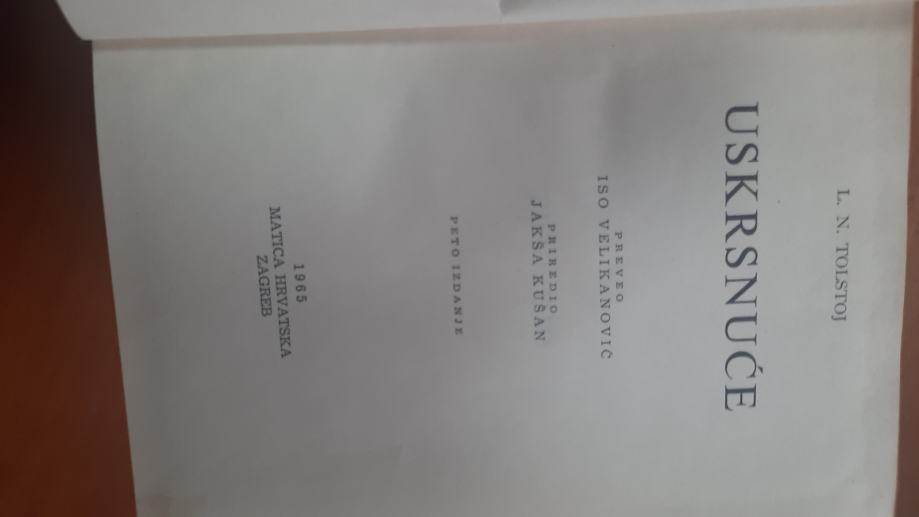 L. N. TOLSTOJ
USKRSNUĆE
PREVEO
ISO VELIKANOVIĆ
PRIREDIO
JAKŠA KUŠAN
PETO IZDANJE
1965
MATICA HRVATSKA
ZAGREB